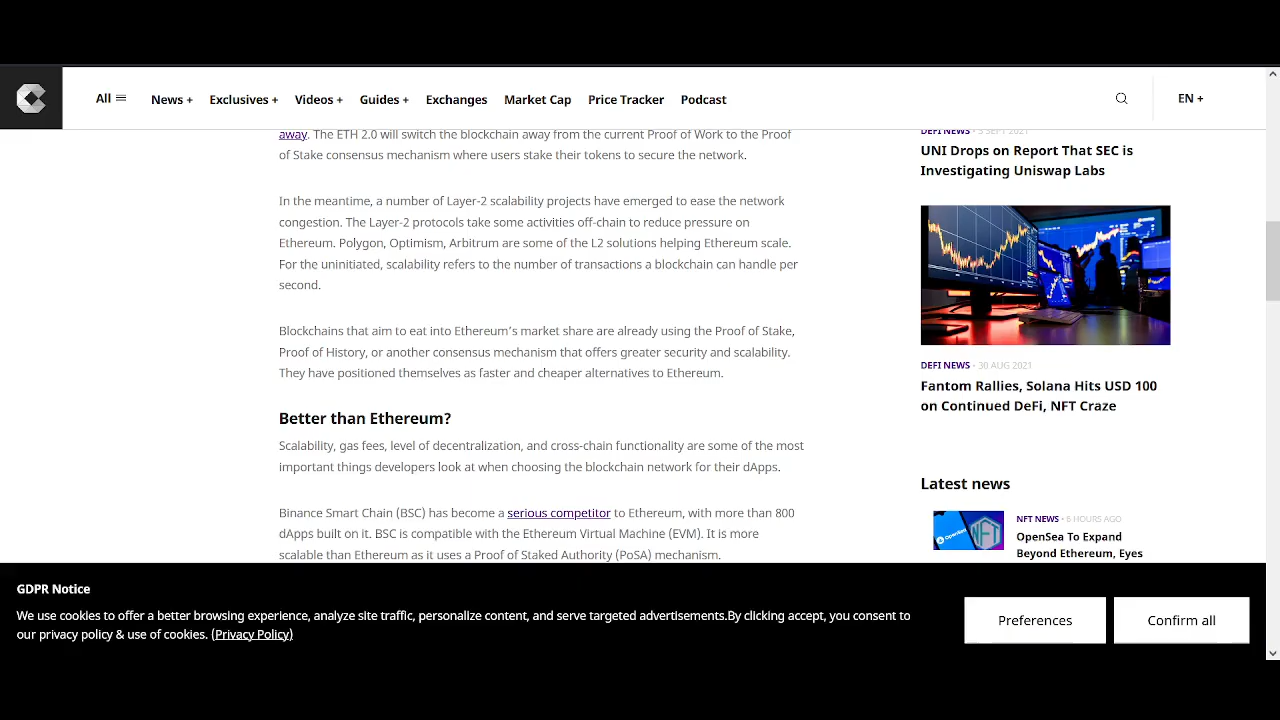 All
News +
Exclusives +
Videos +
Guides +
Exchanges
Market Cap
Price Tracker
Podcast
EN +
away. The ETH 2.0 will switch the blockchain away from the current Proof of Work to the Proof
of Stake consensus mechanism where users stake their tokens to secure the network.
In the meantime, a number of Layer-2 scalability projects have emerged to ease the network
congestion. The Layer-2 protocols take some activities off-chain to reduce pressure on
Ethereum. Polygon, Optimism, Arbitrum are some of the L2 solutions helping Ethereum scale.
For the uninitiated, scalability refers to the number of transactions a blockchain can handle per
second.
Blockchains that aim to eat into Ethereum's market share are already using the Proof of Stake,
Proof of History, or another consensus mechanism that offers greater security and scalability.
They have positioned themselves as faster and cheaper alternatives to Ethereum.
Better than Ethereum?
Scalability, gas fees, level of decentralization, and cross-chain functionality are some of the most
important things developers look at when choosing the blockchain network for their dApps.
Binance Smart Chain (BSC) has become a serious competitor to Ethereum, with more than 800
dApps built on it. BSC is compatible with the Ethereum Virtual Machine (EVM). It is more
scalable than Ethereum as it uses a Proof of Staked Authority (PoSA) mechanism.
DEFI NEWS - 3 SEPT 2021
UNI Drops on Report That SEC is
Investigating Uniswap Labs
DEFI NEWS - 30 AUG 2021
Fantom Rallies, Solana Hits USD 100
on Continued DeFi, NFT Craze
Latest news
OpenSea
NFT
NFT NEWS - 6 HOURS AGO
OpenSea To Expand
Beyond Ethereum, Eyes
GDPR Notice
We use cookies to offer a better browsing experience, analyze site traffic, personalize content, and serve targeted advertisements.By clicking accept, you consent to
our privacy policy & use of cookies. (Privacy Policy)
Preferences
Confirm all